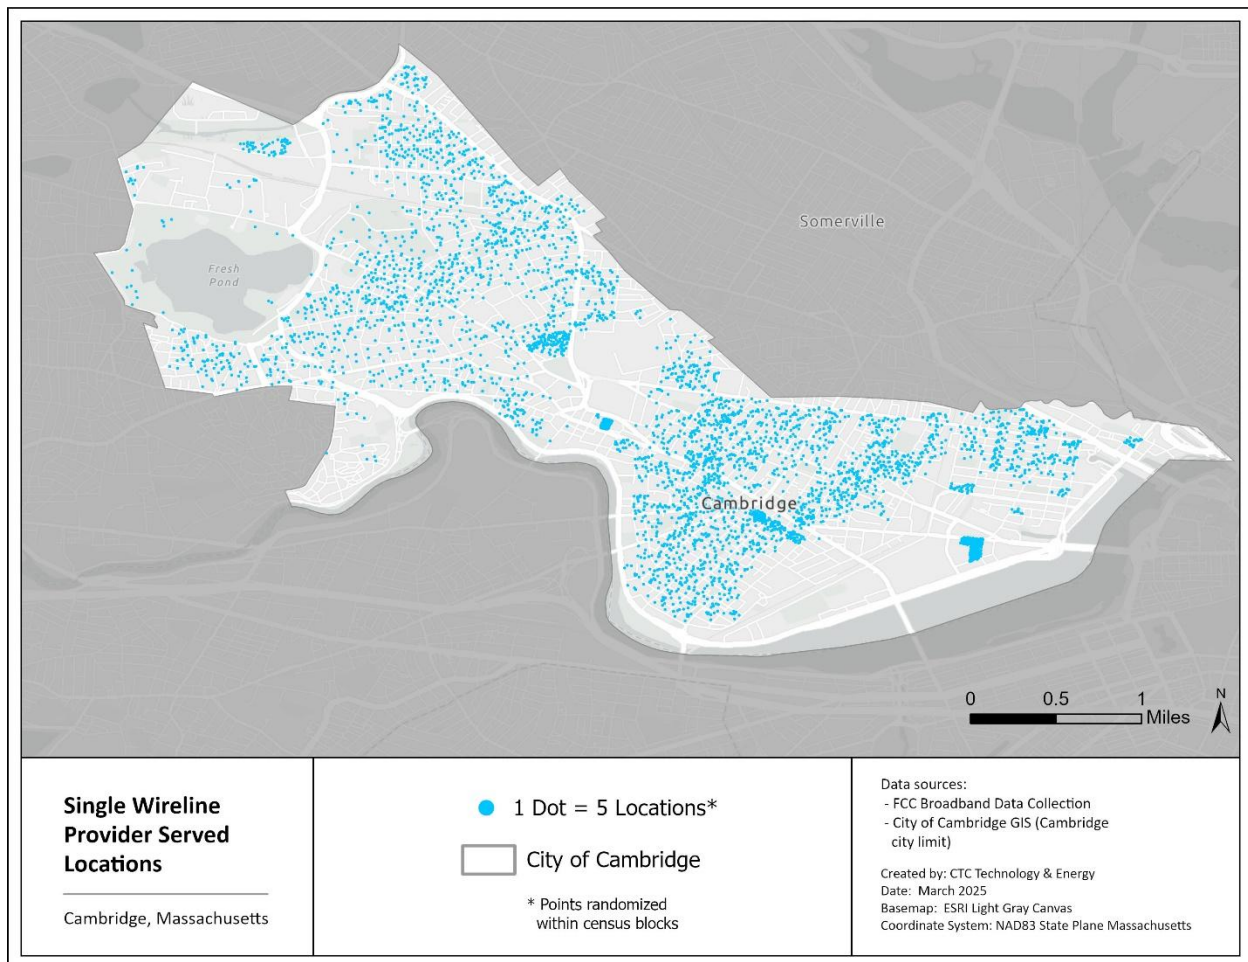 Somerville
Fresh
Pond
Cambridge
0 0.5 1
Miles
N
Single Wireline
Provider Served
Locations
Cambridge, Massachusetts
1 Dot = 5 Locations*
City of Cambridge
* Points randomized
within census blocks
Data sources:
- FCC Broadband Data Collection
- City of Cambridge GIS (Cambridge
city limit)
Created by: CTC Technology & Energy
Date: March 2025
Basemap: ESRI Light Gray Canvas
Coordinate System: NAD83 State Plane Massachusetts